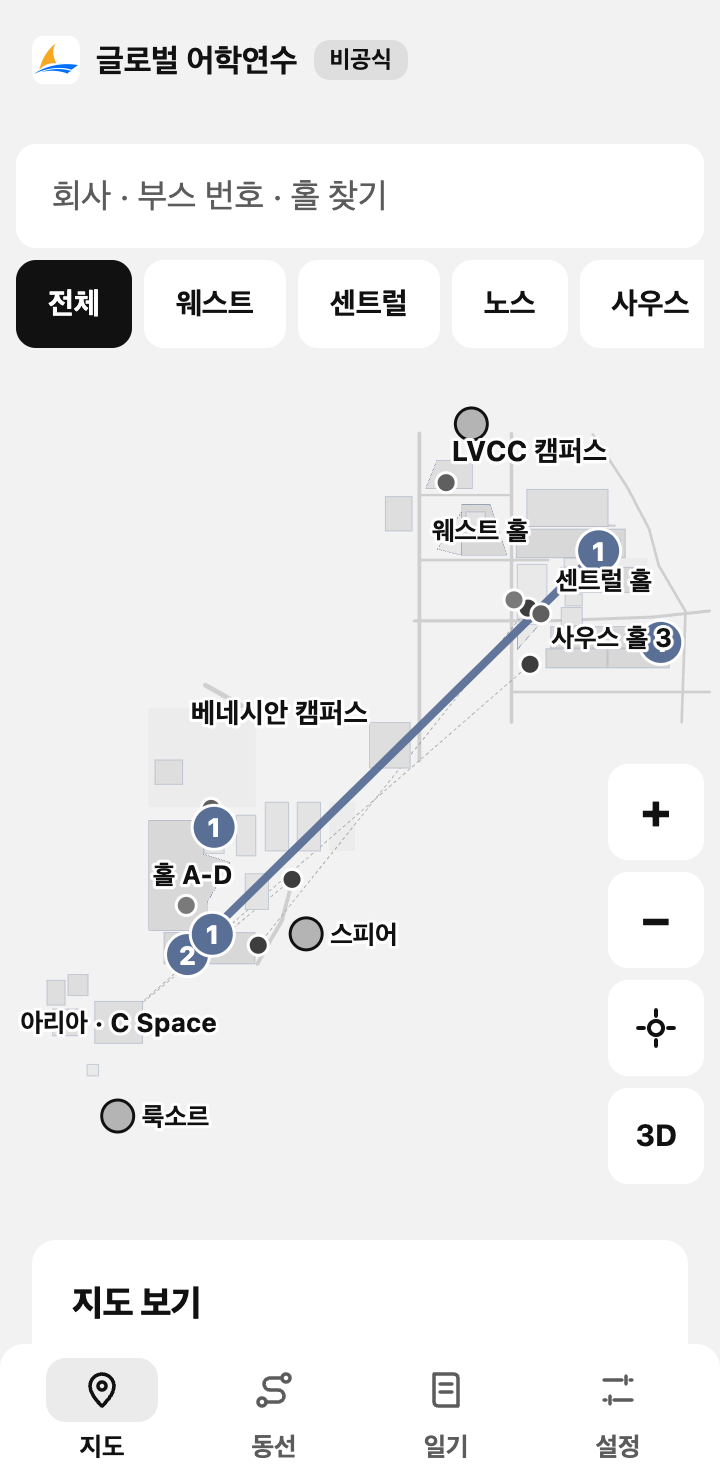 글로벌 어학연수 비공식
회사 · 부스 번호 · 홀 찾기
전체 웨스트 센트럴 노스 사우스
LVCC 캠퍼스
웨스트 홀
1
센트럴 홀
사우스 홀 3
베네시안 캠퍼스
+
1
홀 A-D
−
2 1
스피어
아리아 · C Space
룩소르
3D
지도 보기
지도 동선 일기 설정